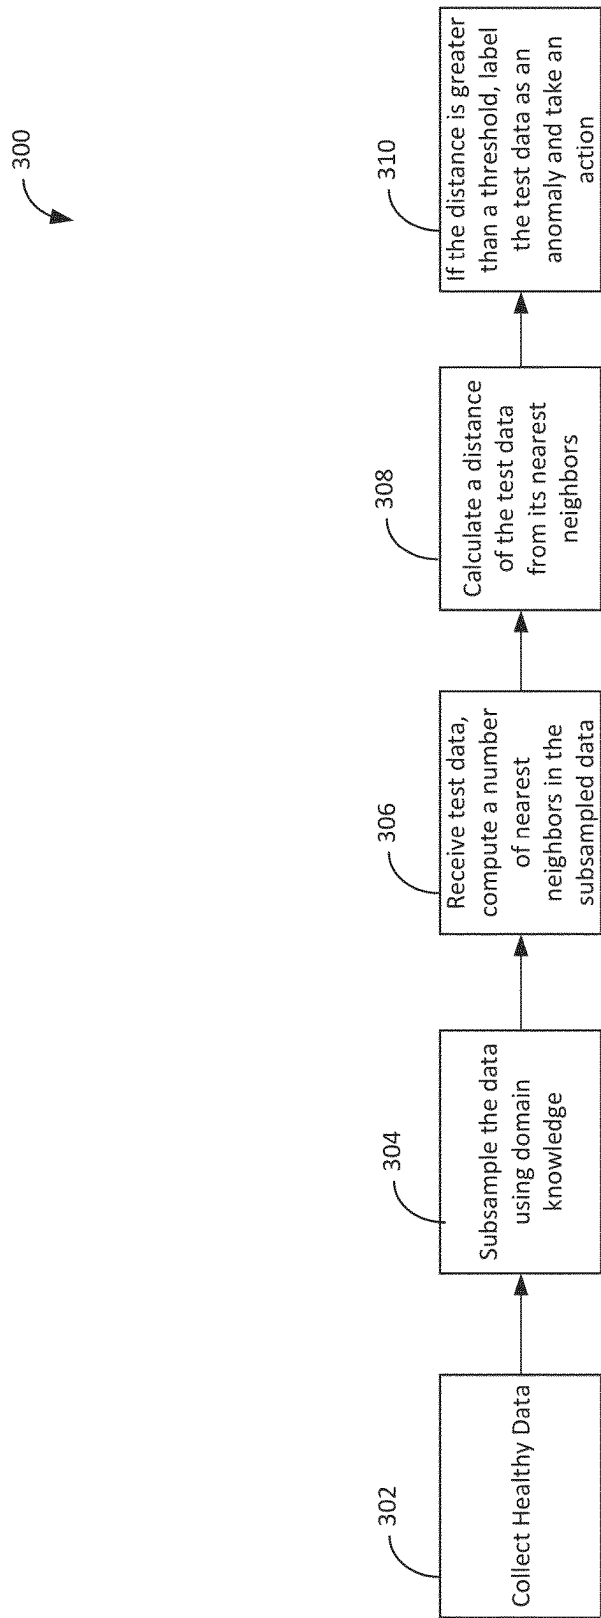 300
302
Collect Healthy Data
304
Subsample the data
using domain
knowledge
306
Receive test data,
compute a number
of nearest
neighbors in the
subsampled data
308
Calculate a distance
of the test data
from its nearest
neighbors
310
If the distance is greater
than a threshold, label
the test data as an
anomaly and take an
action